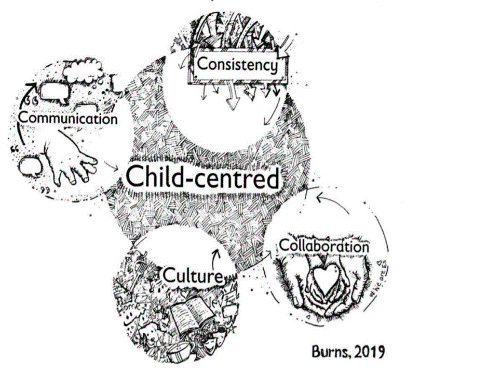 Consistency
Communication
Child-centred
Collaboration
Culture
Burns, 2019